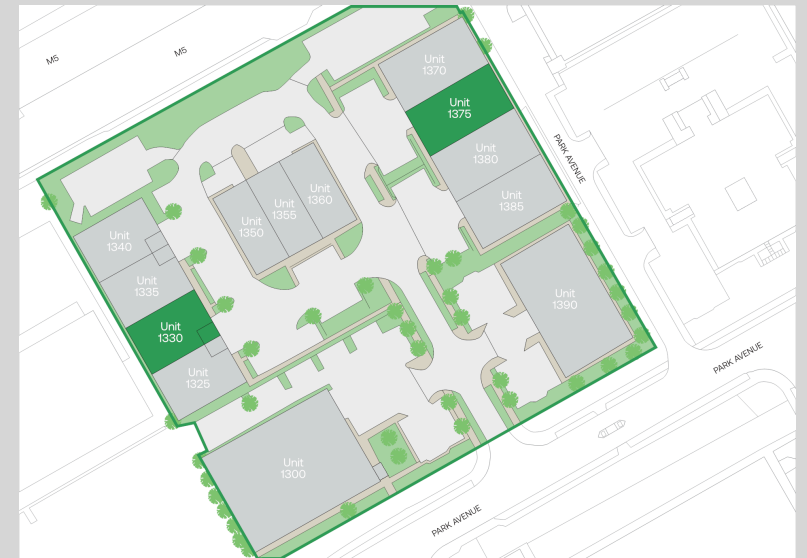 M5
M5
Unit
1370
Unit
1375
Unit
1380
Unit
1385
PARK AVENUE
Unit
1360
Unit
1355
Unit
1350
Unit
1340
Unit
1335
Unit
1330
Unit
1325
Unit
1390
PARK AVENUE
Unit
1300
PARK AVENUE